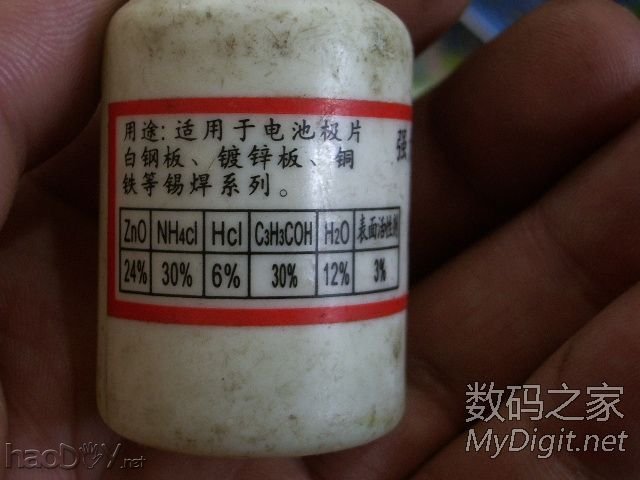 用途:适用于电池极片
白钢板、镀锌板、铜
铁等锡焊系列。
强
ZnO NH4cl Hcl C3H3COH H2O 表面活性剂
24% 30% 6% 30% 12% 3%
数码之家
MyDigit.net
haoDIY.net